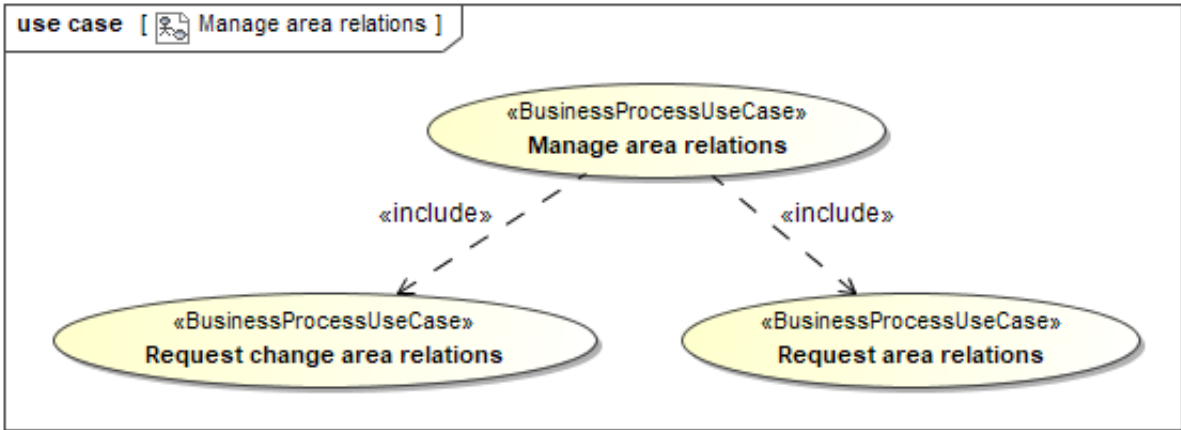 use case [ Manage area relations ]
«BusinessProcessUseCase»
Manage area relations
«include» «include»
«BusinessProcessUseCase» «BusinessProcessUseCase»
Request change area relations Request area relations